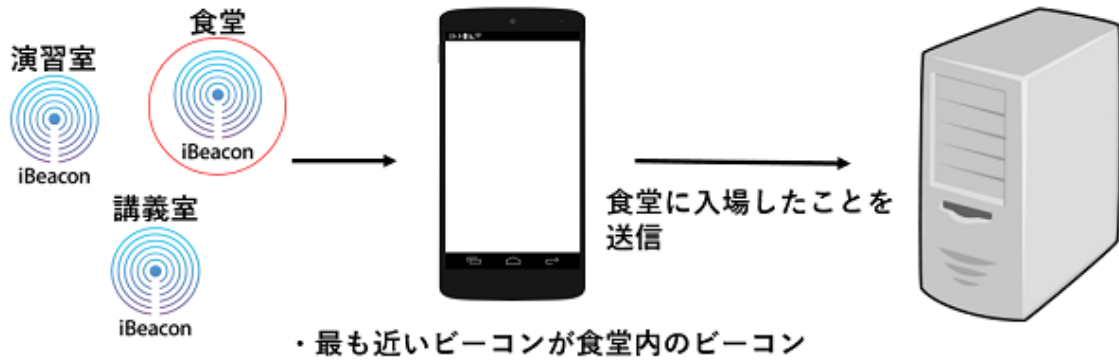 食堂
演習室
iBeacon
iBeacon
講義室
iBeacon
食堂に入場したことを
送信
・最も近いビーコンが食堂内のビーコン